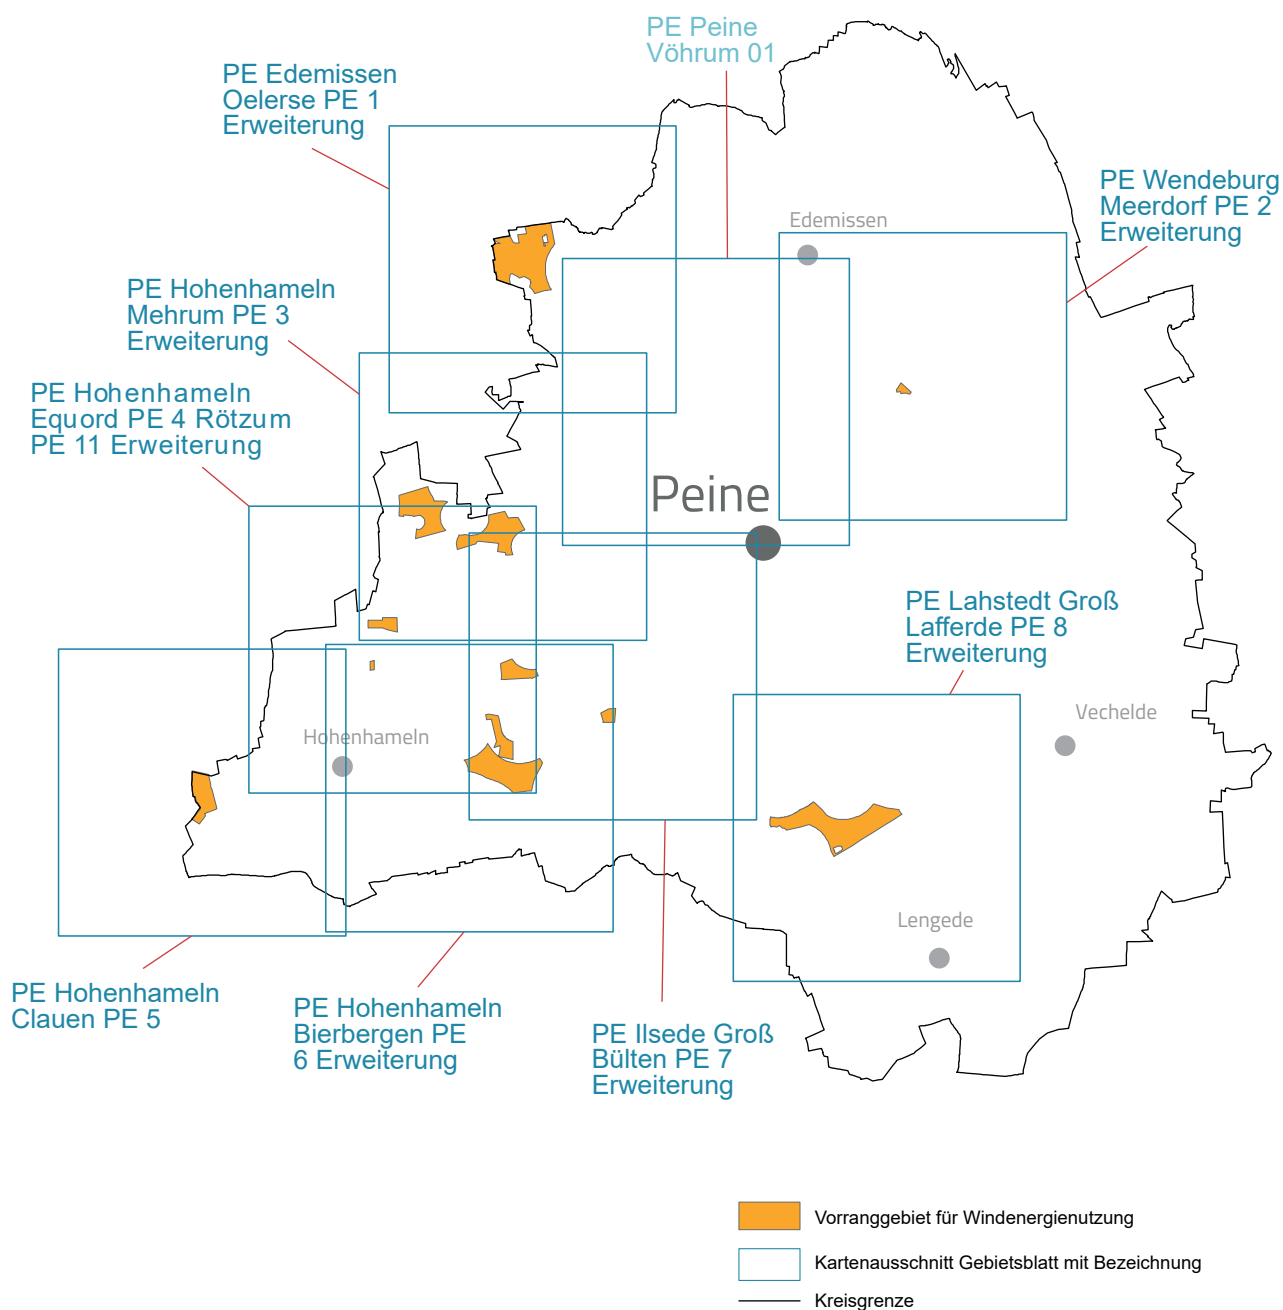 PE Peine
Vöhrum 01
PE Edemissen
Oelerse PE 1
Erweiterung
PE Wendeburg
Meerdorf PE 2
Erweiterung
Edemissen
PE Hohenhameln
Mehrum PE 3
Erweiterung
PE Hohenhameln
Equord PE 4 Rötzum
PE 11 Erweiterung
Peine
PE Lahstedt Groß
Lafferde PE 8
Erweiterung
Vechelde
Hohenhameln
Lengede
PE Hohenhameln
Clauen PE 5
PE Hohenhameln
Bierbergen PE
6 Erweiterung
PE Ilsede Groß
Bülten PE 7
Erweiterung
Vorranggebiet für Windenergienutzung
Kartenausschnitt Gebietsblatt mit Bezeichnung
Kreisgrenze